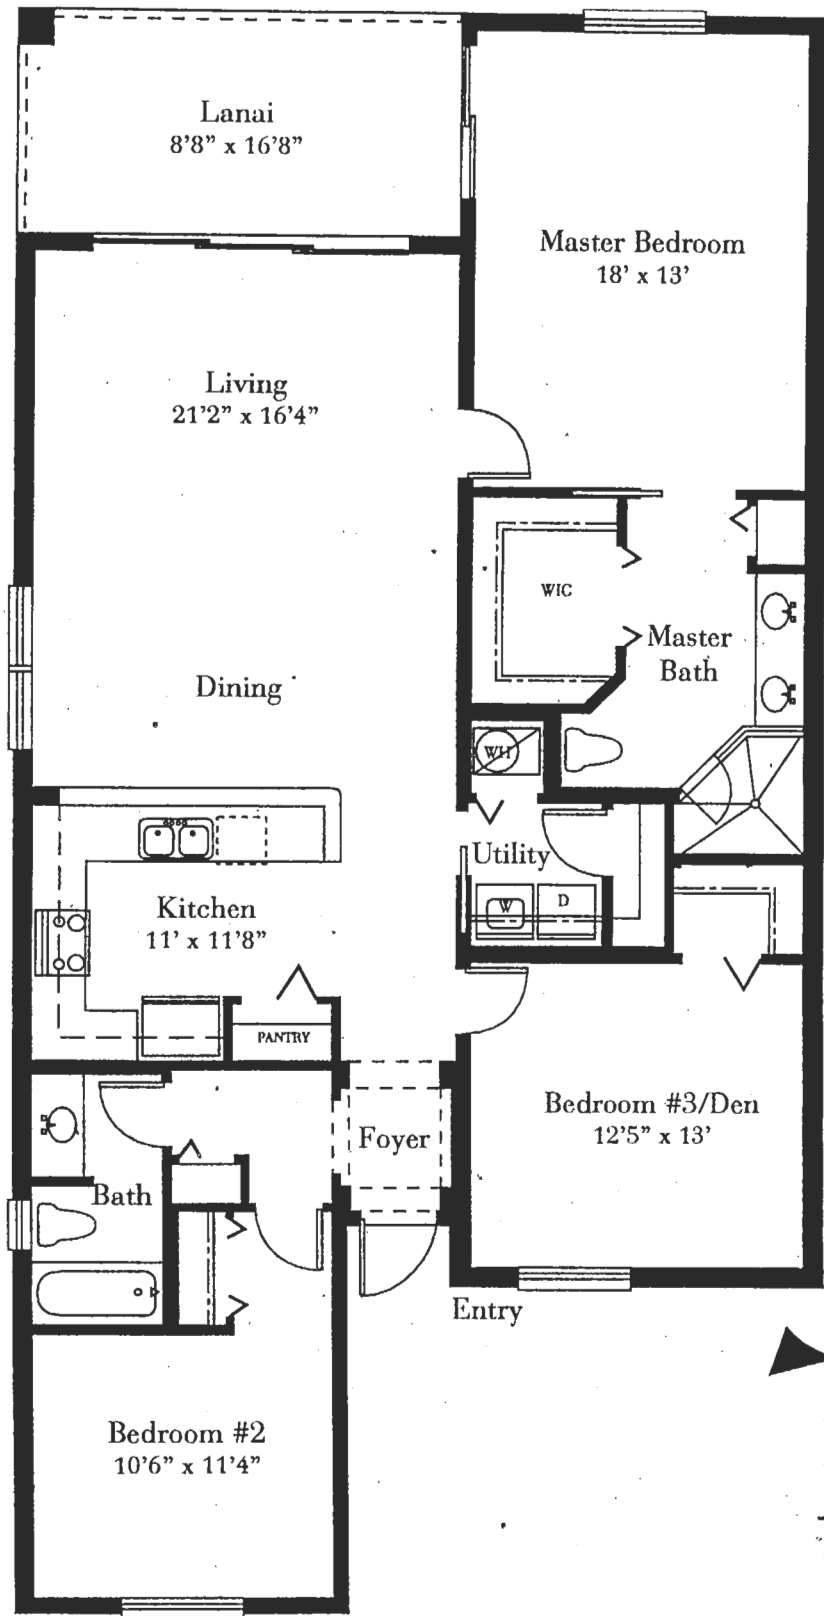 Lanai
8'8" x 16'8"
Master Bedroom
18' x 13'
Living
21'2" x 16'4"
WIC
Master
Bath
Dining
WH
Utility
W
D
Kitchen
11' x 11'8"
PANTRY
Bedroom #3/Den
12'5" x 13'
Foyer
Bath
Entry
Bedroom #2
10'6" x 11'4"